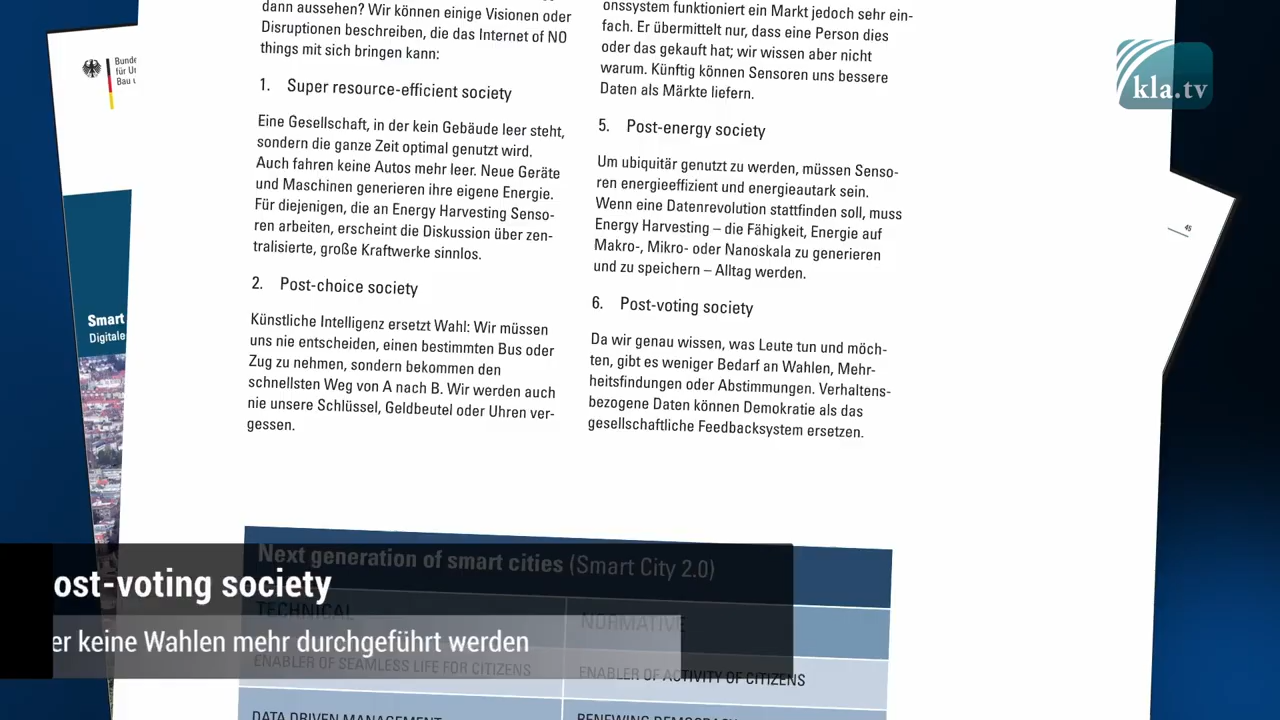 dann aussehen? Wir können einige Visionen oder
Disruptionen beschreiben, die das Internet of NO
things mit sich bringen kann:
1. Super resource-efficient society
Eine Gesellschaft, in der kein Gebäude leer steht,
sondern die ganze Zeit optimal genutzt wird.
Auch fahren keine Autos mehr leer. Neue Geräte
und Maschinen generieren ihre eigene Energie.
Für diejenigen, die an Energy Harvesting Senso-
ren arbeiten, erscheint die Diskussion über zen-
tralisierte, große Kraftwerke sinnlos.
2. Post-choice society
Künstliche Intelligenz ersetzt Wahl: Wir müssen
uns nie entscheiden, einen bestimmten Bus oder
Zug zu nehmen, sondern bekommen den
schnellsten Weg von A nach B. Wir werden auch
nie unsere Schlüssel, Geldbeutel oder Uhren ver-
gessen.
onssystem funktioniert ein Markt jedoch sehr ein-
fach. Er übermittelt nur, dass eine Person dies
oder das gekauft hat; wir wissen aber nicht
warum. Künftig können Sensoren uns bessere
Daten als Märkte liefern.
5. Post-energy society
Um ubiquitär genutzt zu werden, müssen Senso-
ren energieeffizient und energieautark sein.
Wenn eine Datenrevolution stattfinden soll, muss
Energy Harvesting – die Fähigkeit, Energie auf
Makro-, Mikro- oder Nanoskala zu generieren
und zu speichern – Alltag werden.
6. Post-voting society
Da wir genau wissen, was Leute tun und möch-
ten, gibt es weniger Bedarf an Wahlen, Mehr-
heitsfindungen oder Abstimmungen. Verhaltens-
bezogene Daten können Demokratie als das
gesellschaftliche Feedbacksystem ersetzen.
Next generation of smart cities (Smart City 2.0)
TECHNICAL
NORMATIVE
ENABLER OF SEAMLESS LIFE FOR CITIZENS
ENABLER OF ACTIVITY OF CITIZENS
DATA DRIVEN MANAGEMENT
Bunde
für Um
Bau u
Smart
Digitale
45
kla.tv
ost-voting society
er keine Wahlen mehr durchgeführt werden